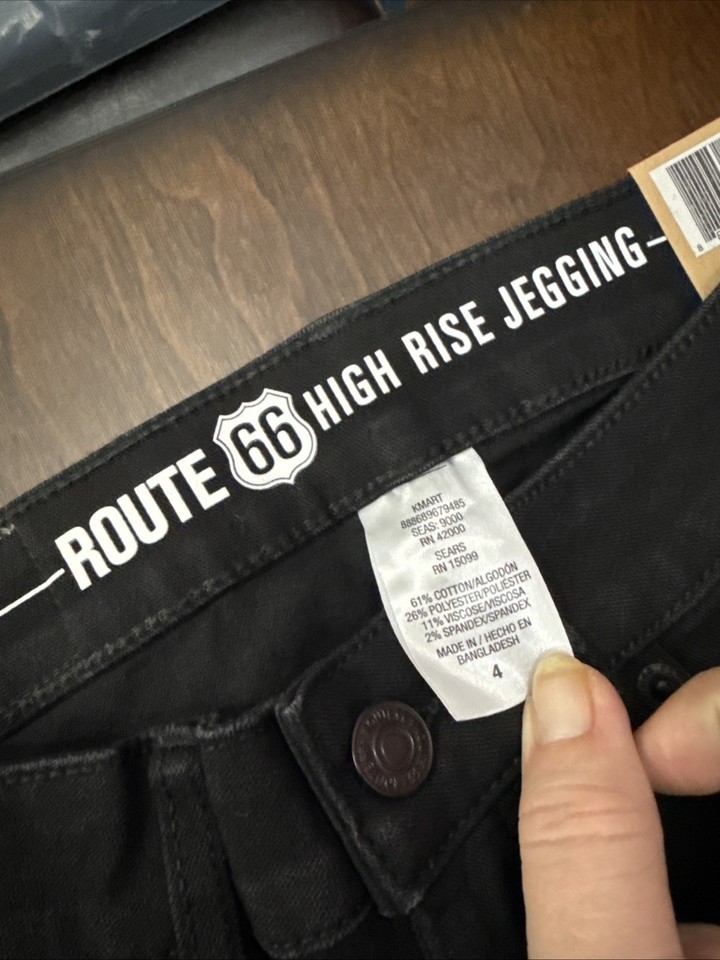 ROUTE 66 HIGH RISE JEGGING
KMART
888689679485
SEAS: 9000
RN 42000
SEARS
RN 15099
61% COTTON/ALGODÓN
26% POLYESTER/POLIÉSTER
11% VISCOSE/VISCOSA
2% SPANDEX/SPANDEX
MADE IN / HECHO EN
BANGLADESH
4